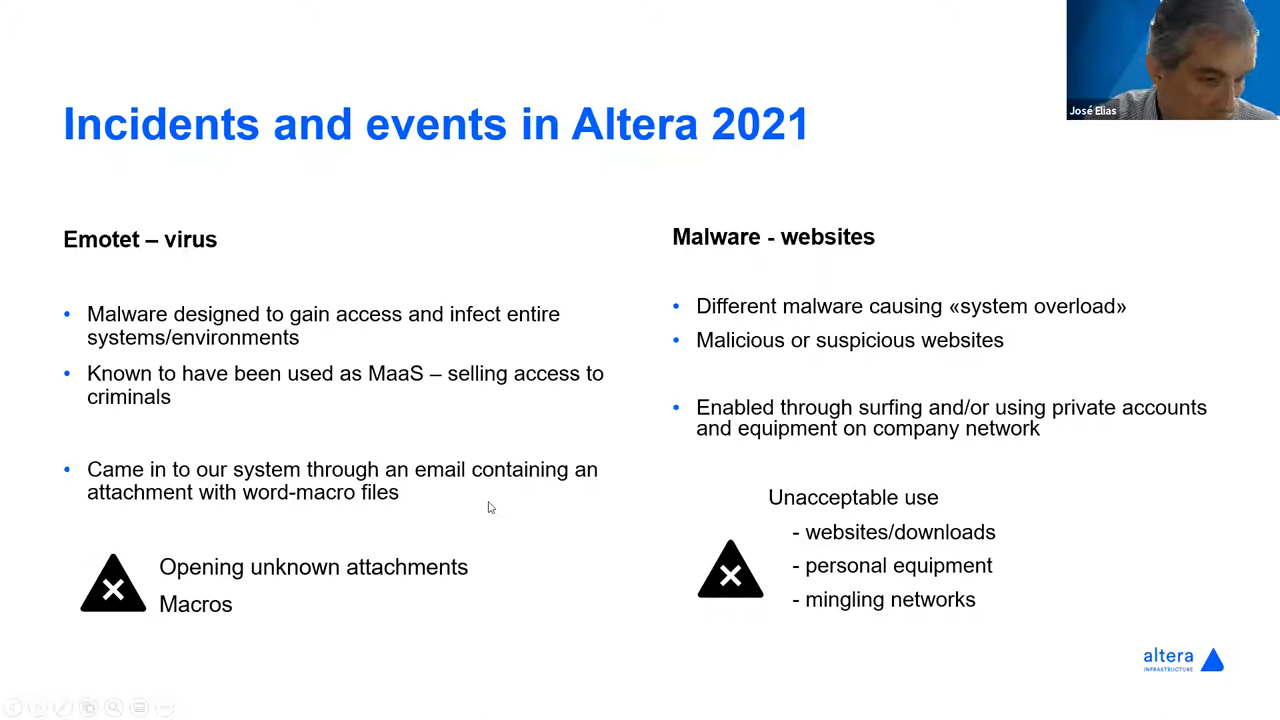 José Elias
Incidents and events in Altera 2021
Emotet – virus
• Malware designed to gain access and infect entire
systems/environments
• Known to have been used as MaaS – selling access to
criminals
• Came in to our system through an email containing an
attachment with word-macro files
Opening unknown attachments
Macros
Malware - websites
• Different malware causing «system overload»
• Malicious or suspicious websites
• Enabled through surfing and/or using private accounts
and equipment on company network
Unacceptable use
- websites/downloads
- personal equipment
- mingling networks
altera
INFRASTRUCTURE